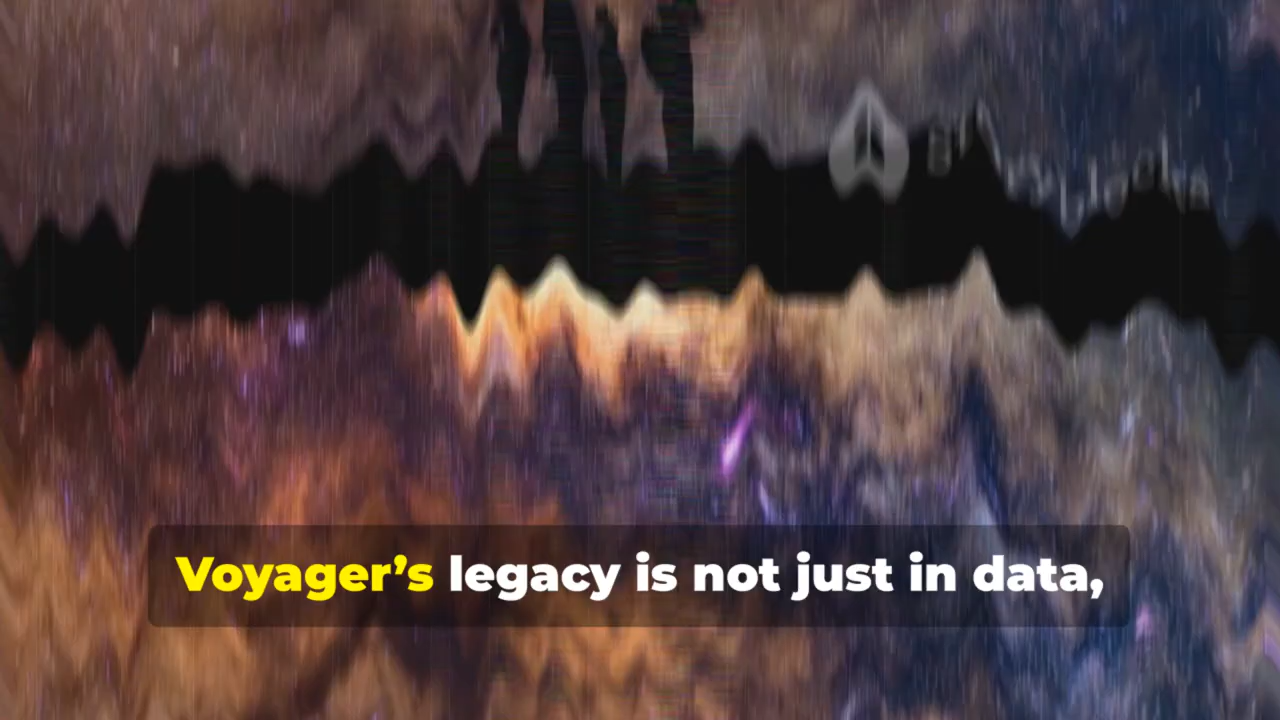 Voyager’s legacy is not just in data,